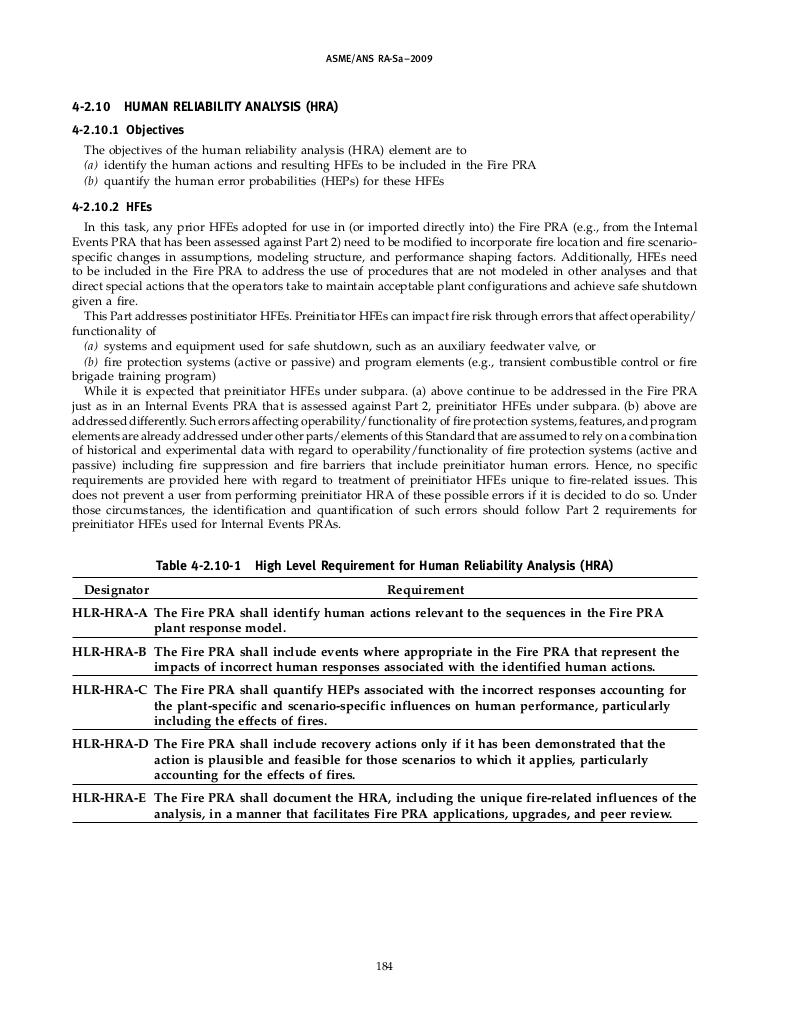 ASME/ANS RA-Sa–2009
4-2.10 HUMAN RELIABILITY ANALYSIS (HRA)
4-2.10.1 Objectives
The objectives of the human reliability analysis (HRA) element are to
(a) identify the human actions and resulting HFEs to be included in the Fire PRA
(b) quantify the human error probabilities (HEPs) for these HFEs
4-2.10.2 HFEs
In this task, any prior HFEs adopted for use in (or imported directly into) the Fire PRA (e.g., from the Internal
Events PRA that has been assessed against Part 2) need to be modified to incorporate fire location and fire scenario-
specific changes in assumptions, modeling structure, and performance shaping factors. Additionally, HFEs need
to be included in the Fire PRA to address the use of procedures that are not modeled in other analyses and that
direct special actions that the operators take to maintain acceptable plant configurations and achieve safe shutdown
given a fire.
This Part addresses postinitiator HFEs. Preinitiator HFEs can impact fire risk through errors that affect operability/
functionality of
(a) systems and equipment used for safe shutdown, such as an auxiliary feedwater valve, or
(b) fire protection systems (active or passive) and program elements (e.g., transient combustible control or fire
brigade training program)
While it is expected that preinitiator HFEs under subpara. (a) above continue to be addressed in the Fire PRA
just as in an Internal Events PRA that is assessed against Part 2, preinitiator HFEs under subpara. (b) above are
addressed differently. Such errors affecting operability/functionality of fire protection systems, features, and program
elements are already addressed under other parts/elements of this Standard that are assumed to rely on a combination
of historical and experimental data with regard to operability/functionality of fire protection systems (active and
passive) including fire suppression and fire barriers that include preinitiator human errors. Hence, no specific
requirements are provided here with regard to treatment of preinitiator HFEs unique to fire-related issues. This
does not prevent a user from performing preinitiator HRA of these possible errors if it is decided to do so. Under
those circumstances, the identification and quantification of such errors should follow Part 2 requirements for
preinitiator HFEs used for Internal Events PRAs.
Table 4-2.10-1 High Level Requirement for Human Reliability Analysis (HRA)
Designator Requirement
HLR-HRA-A The Fire PRA shall identify human actions relevant to the sequences in the Fire PRA
plant response model.
HLR-HRA-B The Fire PRA shall include events where appropriate in the Fire PRA that represent the
impacts of incorrect human responses associated with the identified human actions.
HLR-HRA-C The Fire PRA shall quantify HEPs associated with the incorrect responses accounting for
the plant-specific and scenario-specific influences on human performance, particularly
including the effects of fires.
HLR-HRA-D The Fire PRA shall include recovery actions only if it has been demonstrated that the
action is plausible and feasible for those scenarios to which it applies, particularly
accounting for the effects of fires.
HLR-HRA-E The Fire PRA shall document the HRA, including the unique fire-related influences of the
analysis, in a manner that facilitates Fire PRA applications, upgrades, and peer review.
184